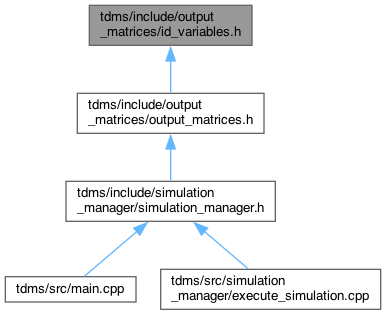 tdms/include/output
_matrices/id_variables.h
tdms/include/output
_matrices/output_matrices.h
tdms/include/simulation
_manager/simulation_manager.h
tdms/src/main.cpp
tdms/src/simulation
_manager/execute_simulation.cpp